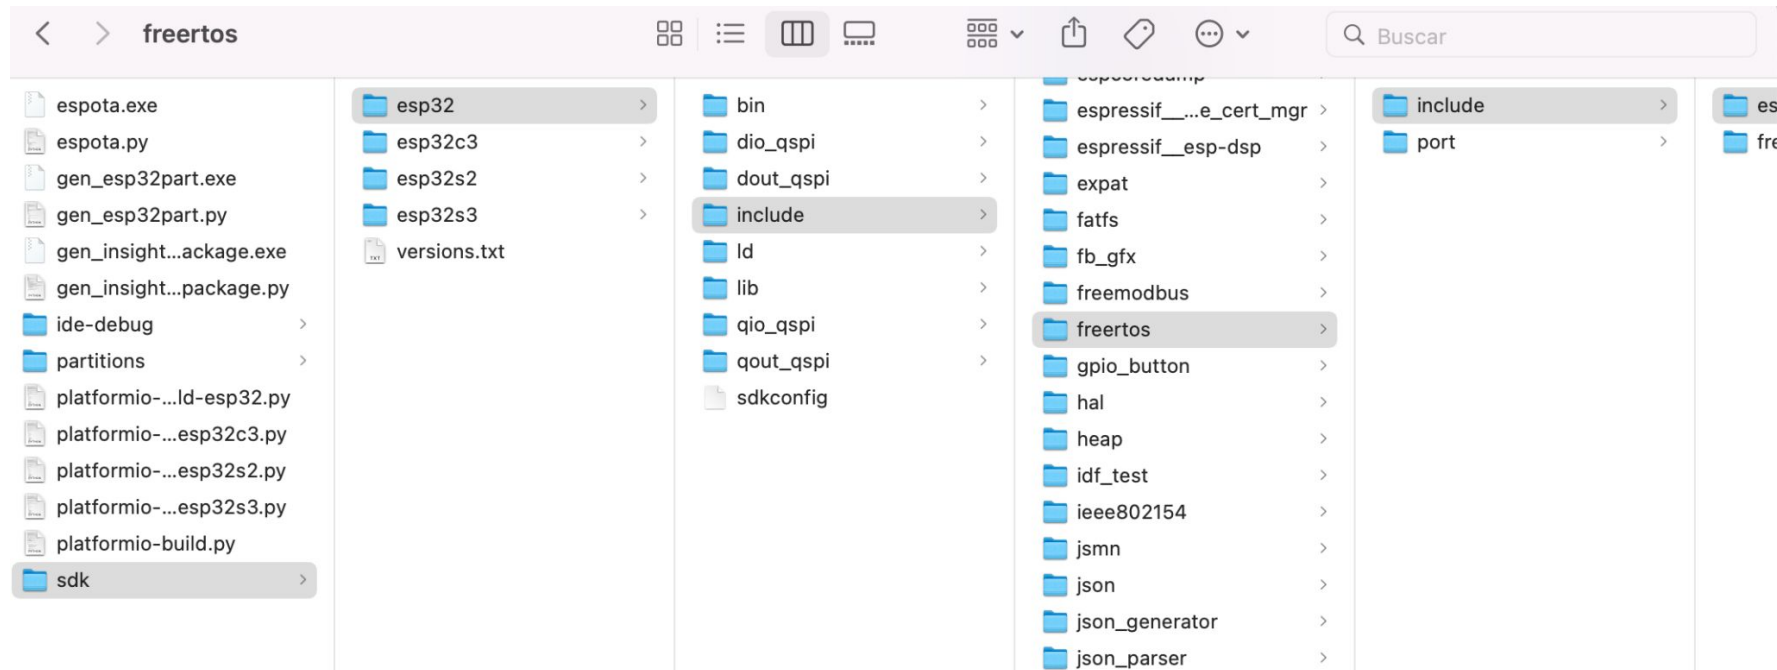 freertos
Buscar
espota.exe
espota.py
gen_esp32part.exe
gen_esp32part.py
gen_insight...ackage.exe
gen_insight...package.py
ide-debug
partitions
platformio-...ld-esp32.py
platformio-...esp32c3.py
platformio-...esp32s2.py
platformio-...esp32s3.py
platformio-build.py
sdk
esp32
esp32c3
esp32s2
esp32s3
versions.txt
bin
dio_qspi
dout_qspi
include
ld
lib
qio_qspi
qout_qspi
sdkconfig
espressif__...e_cert_mgr
espressif__esp-dsp
expat
fatfs
fb_gfx
freemodbus
freertos
gpio_button
hal
heap
idf_test
ieee802154
jsmn
json
json_generator
json_parser
include
port